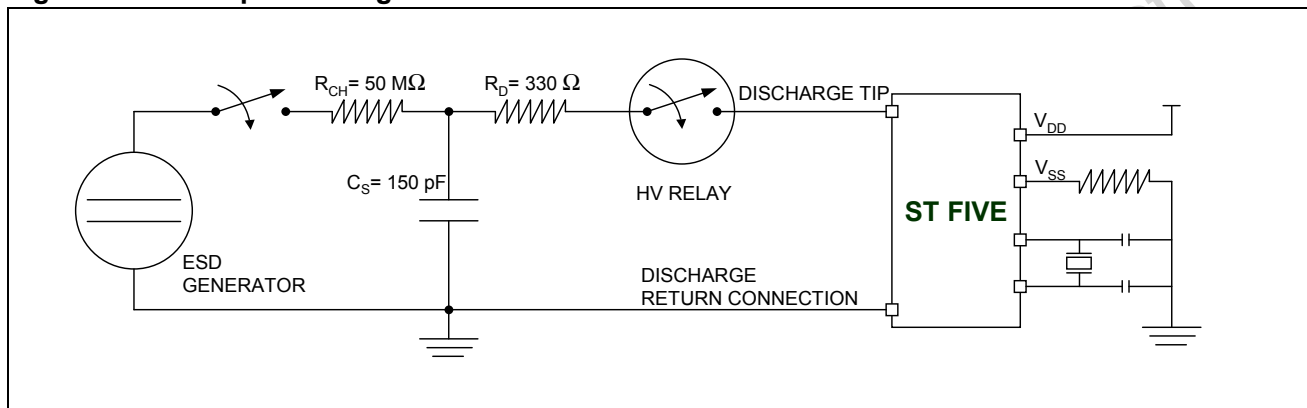 R_CH= 50 MΩ
R_D= 330 Ω
DISCHARGE TIP
V_DD
C_S= 150 pF
HV RELAY
V_SS
ST FIVE
ESD
GENERATOR
DISCHARGE
RETURN CONNECTION